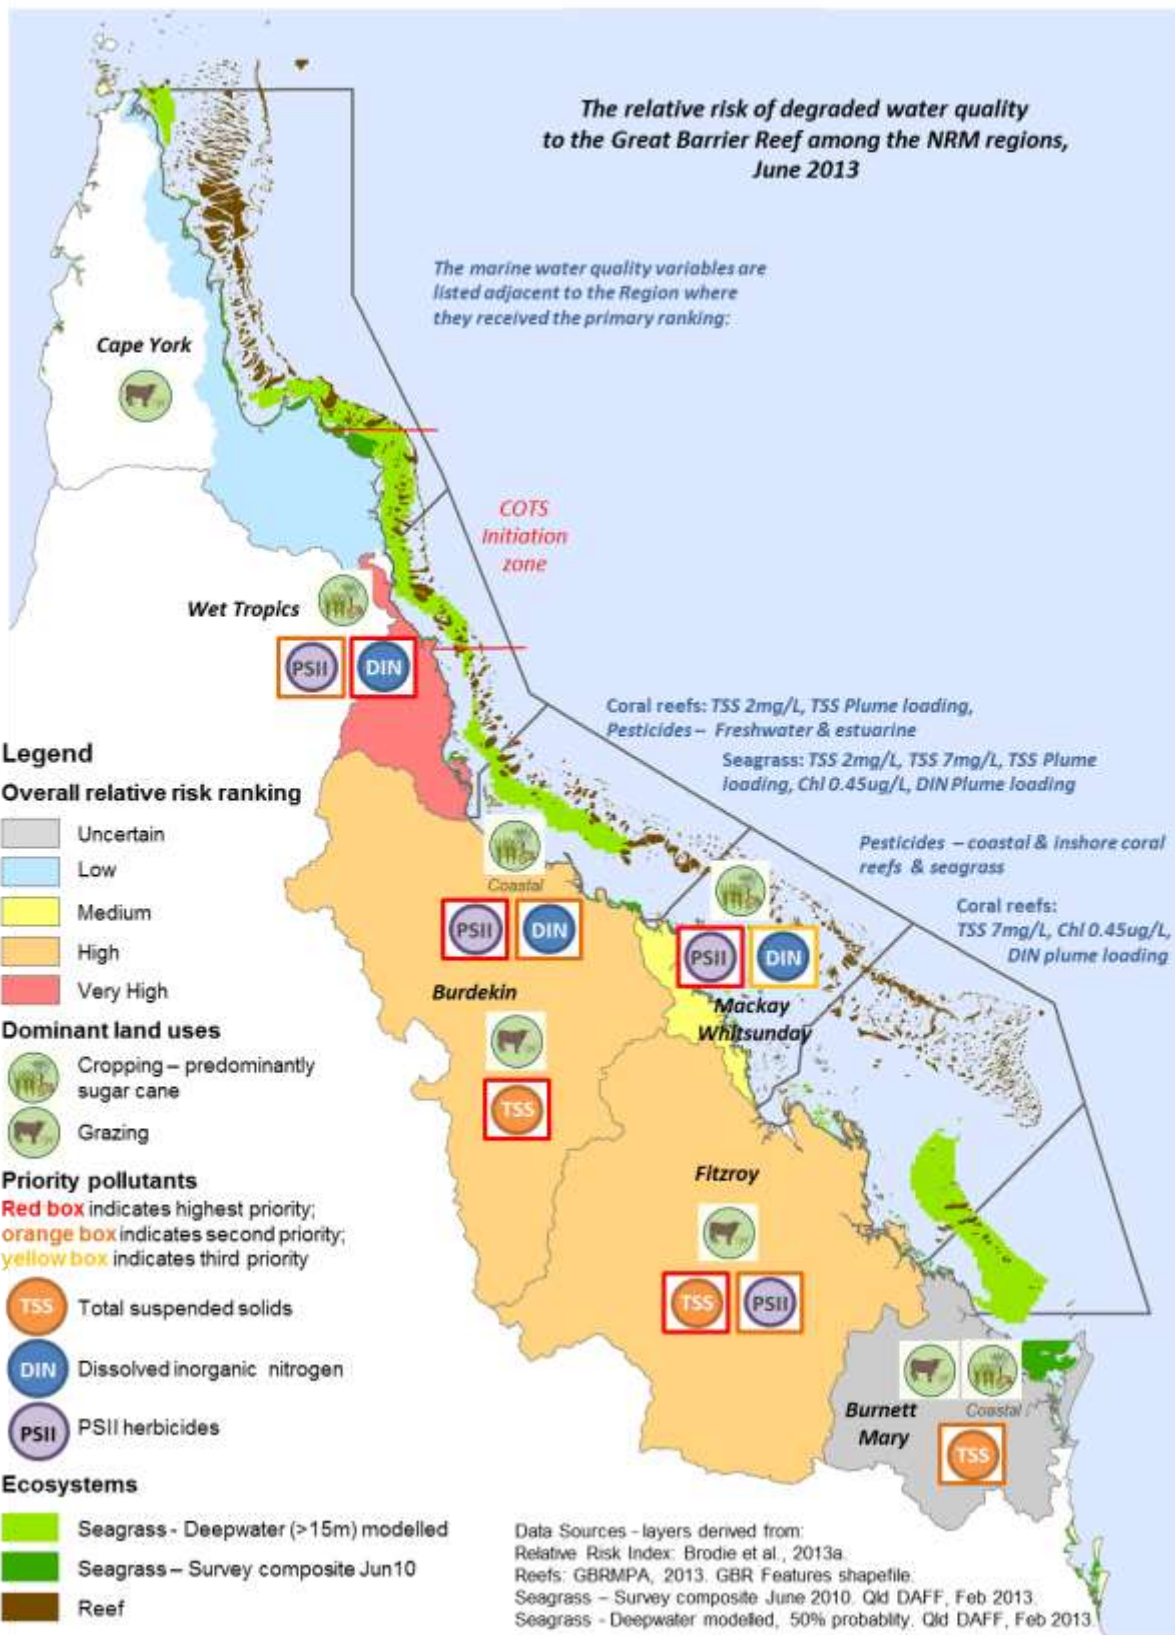 The relative risk of degraded water quality
to the Great Barrier Reef among the NRM regions,
June 2013
The marine water quality variables are
listed adjacent to the Region where
they received the primary ranking:
Cape York
COTS
Initiation
zone
Wet Tropics
PSII
DIN
Coral reefs: TSS 2mg/L, TSS Plume loading,
Pesticides – Freshwater & estuarine
Seagrass: TSS 2mg/L, TSS 7mg/L, TSS Plume
loading, Chl 0.45ug/L, DIN Plume loading
Pesticides – coastal & inshore coral
reefs & seagrass
Coral reefs:
TSS 7mg/L, Chl 0.45ug/L,
DIN plume loading
Coastal
PSII
DIN
Burdekin
TSS
PSII
DIN
Mackay
Whitsunday
Fitzroy
TSS
PSII
Burnett
Mary
Coastal
TSS
Legend
Overall relative risk ranking
Uncertain
Low
Medium
High
Very High
Dominant land uses
Cropping – predominantly
sugar cane
Grazing
Priority pollutants
Red box indicates highest priority;
orange box indicates second priority;
yellow box indicates third priority
TSS Total suspended solids
DIN Dissolved inorganic nitrogen
PSII PSII herbicides
Ecosystems
Seagrass - Deepwater (>15m) modelled
Seagrass – Survey composite Jun10
Reef
Data Sources - layers derived from:
Relative Risk Index: Brodie et al., 2013a.
Reefs: GBRMPA, 2013. GBR Features shapefile.
Seagrass – Survey composite June 2010. Qld DAFF, Feb 2013.
Seagrass - Deepwater modelled, 50% probablity. Qld DAFF, Feb 2013.